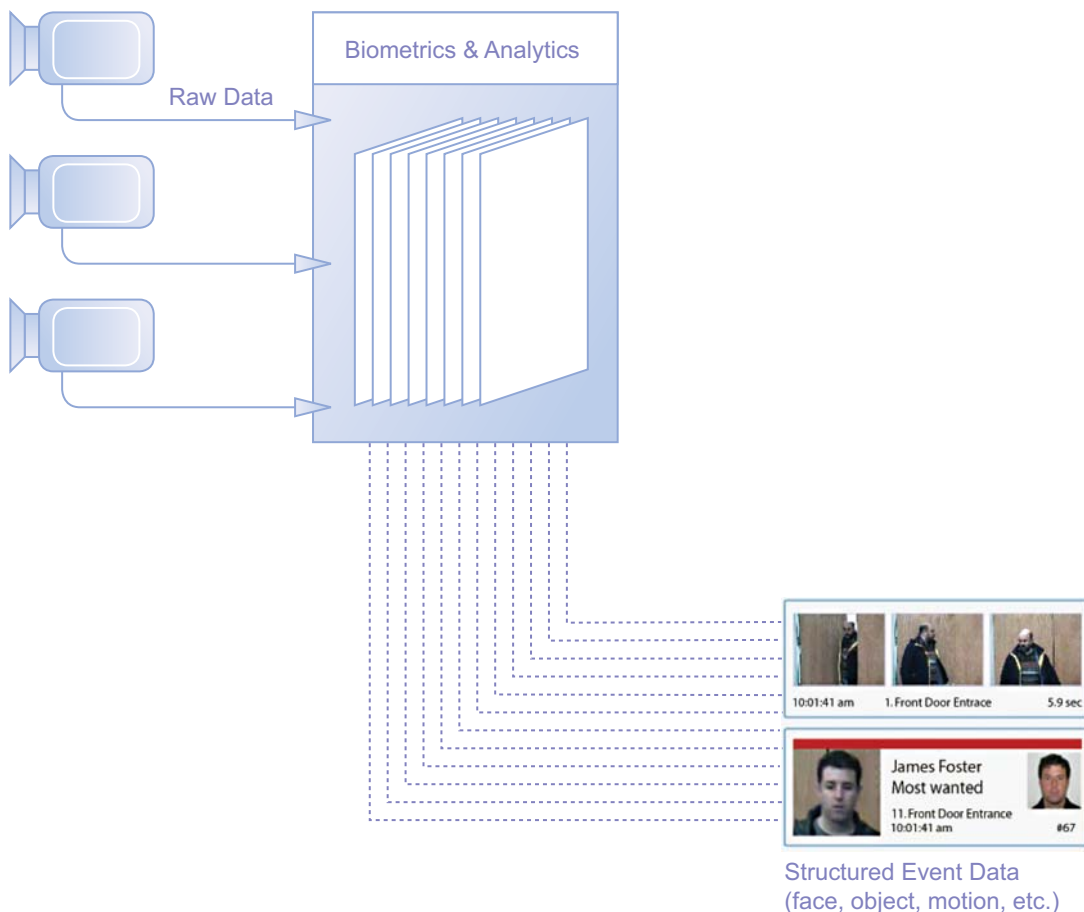 Biometrics & Analytics
Raw Data
10:01:41 am 1. Front Door Entrace 5.9 sec
James Foster
Most wanted
11. Front Door Entrance
10:01:41 am #67
Structured Event Data
(face, object, motion, etc.)